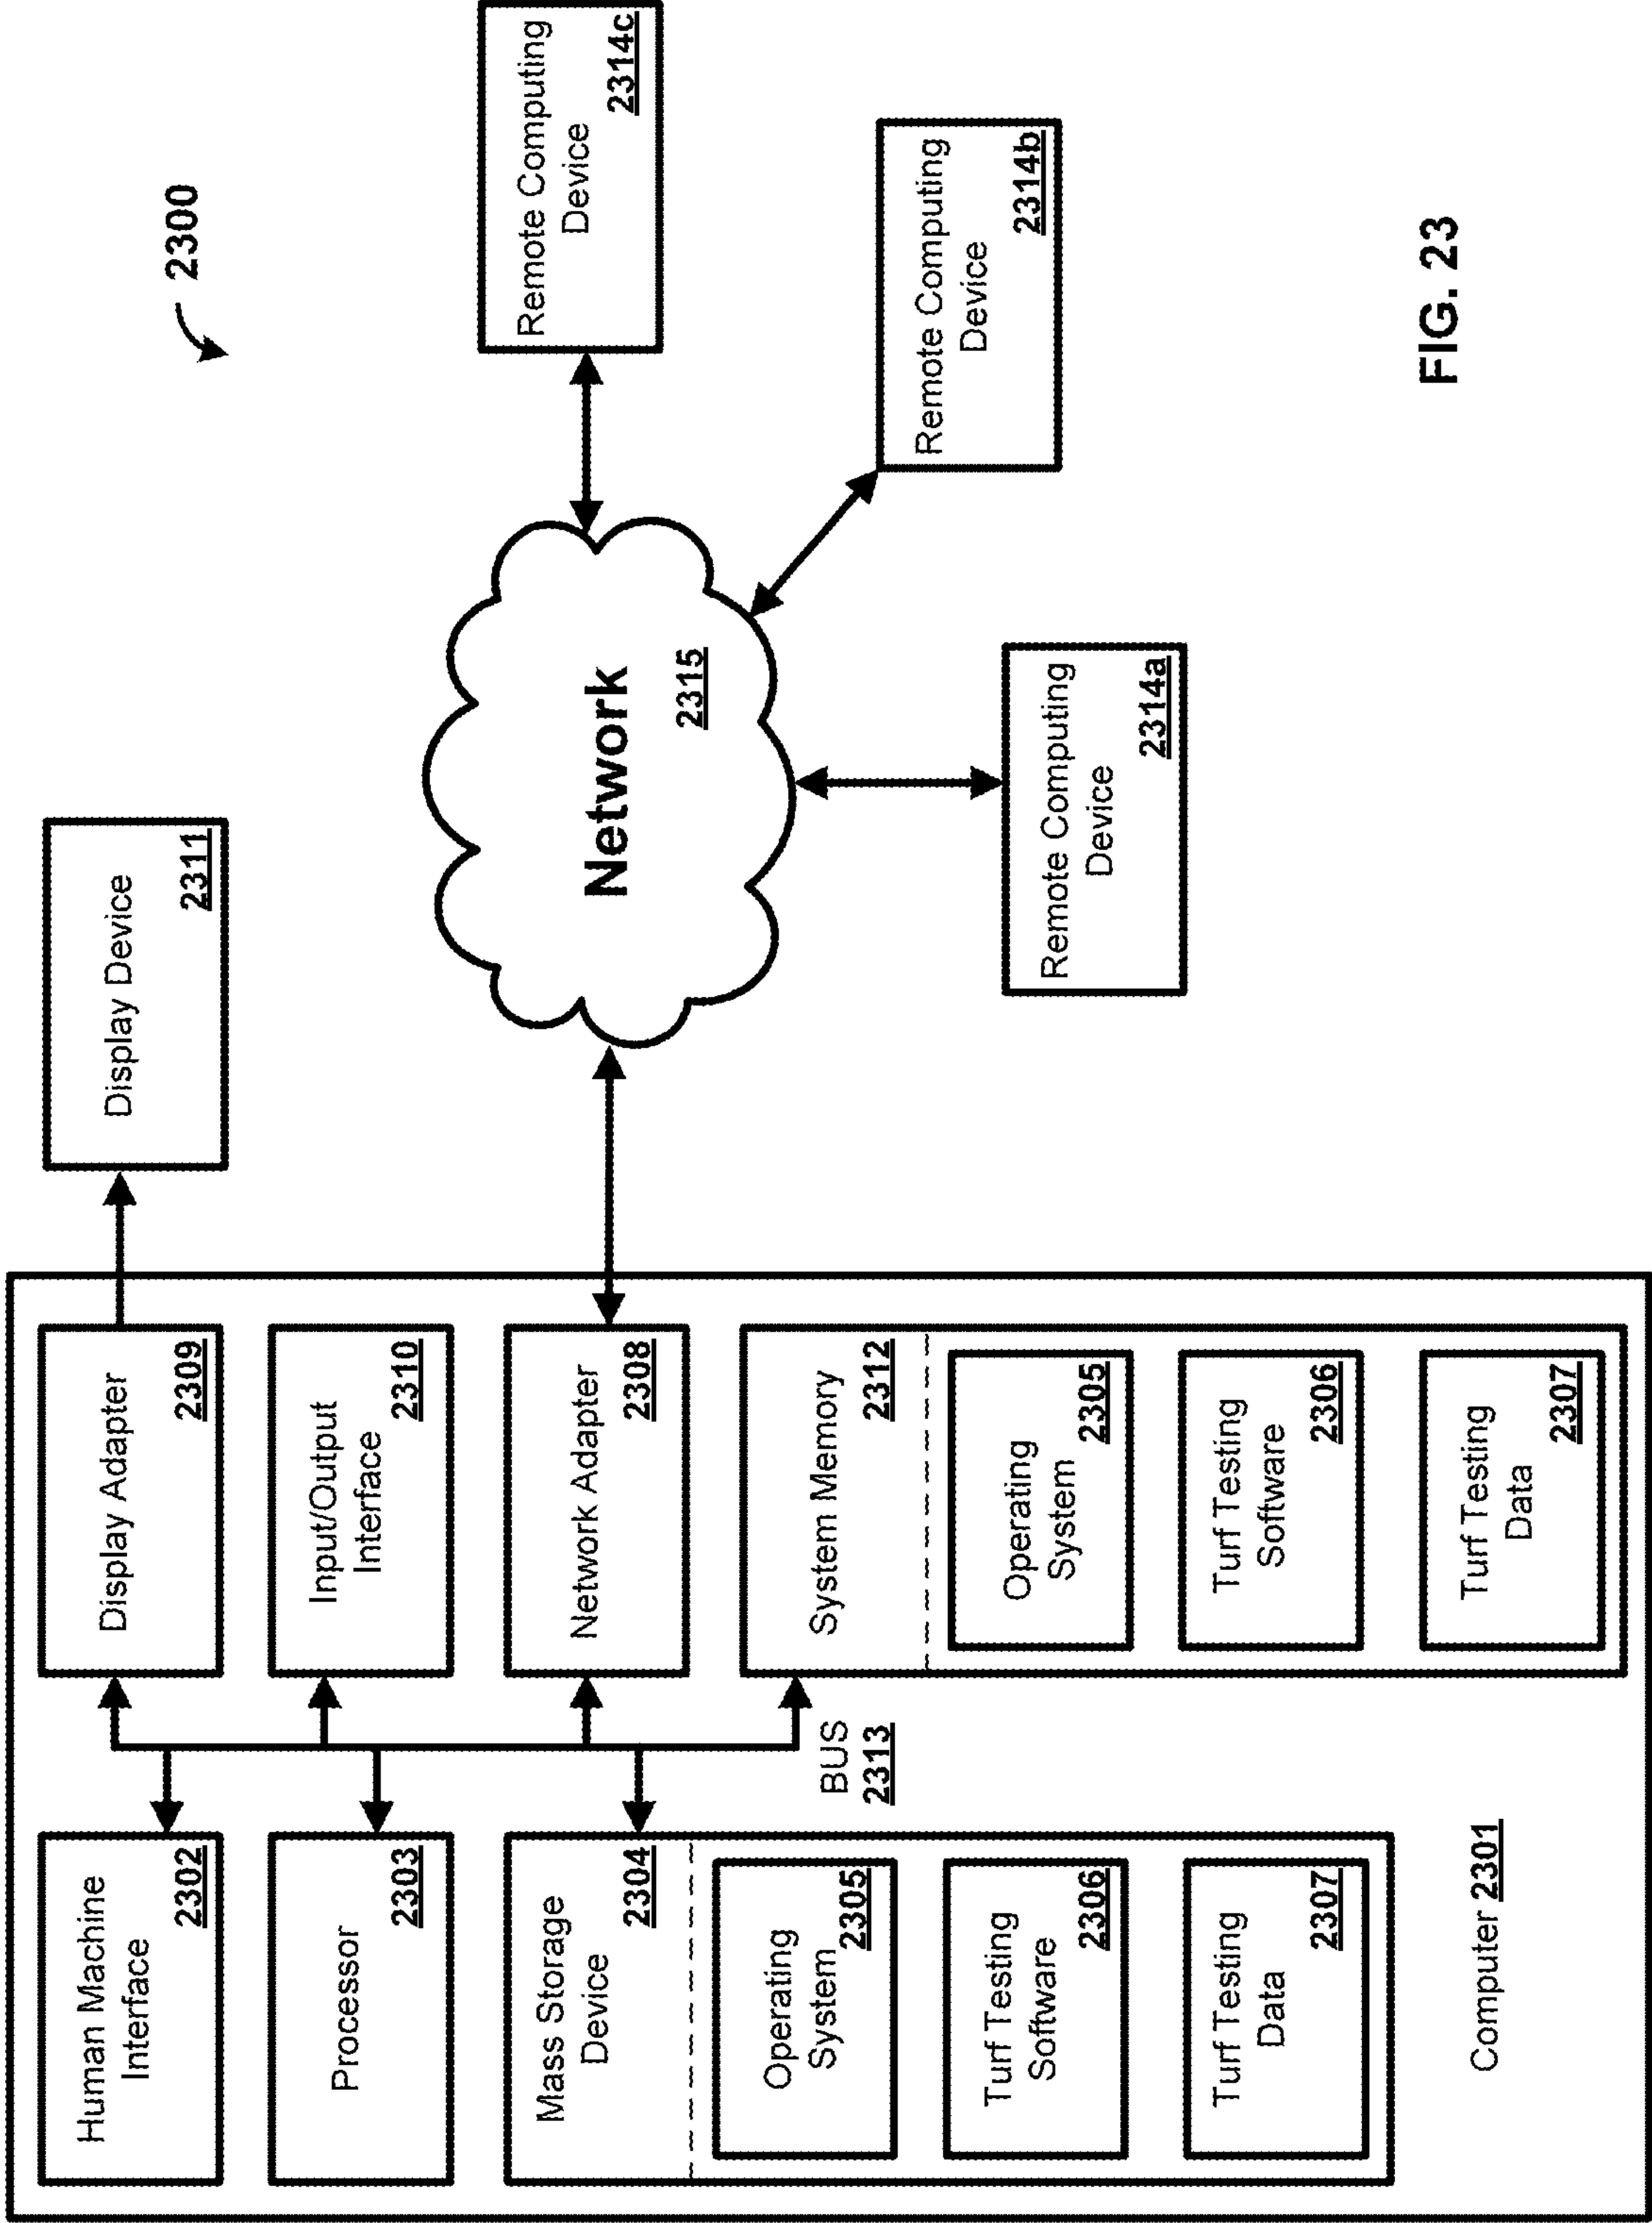 2300
Human Machine
Interface
2302
Display Adapter
2309
Display Device
2311
Processor
2303
Input/Output
Interface
2310
Mass Storage
Device
2304
Network Adapter
2308
Network
2315
Remote Computing
Device
2314c
Operating
System
2305
Turf Testing
Software
2306
Turf Testing
Data
2307
BUS
2313
System Memory
2312
Operating
System
2305
Turf Testing
Software
2306
Turf Testing
Data
2307
Remote Computing
Device
2314b
Remote Computing
Device
2314a
Computer 2301
FIG. 23